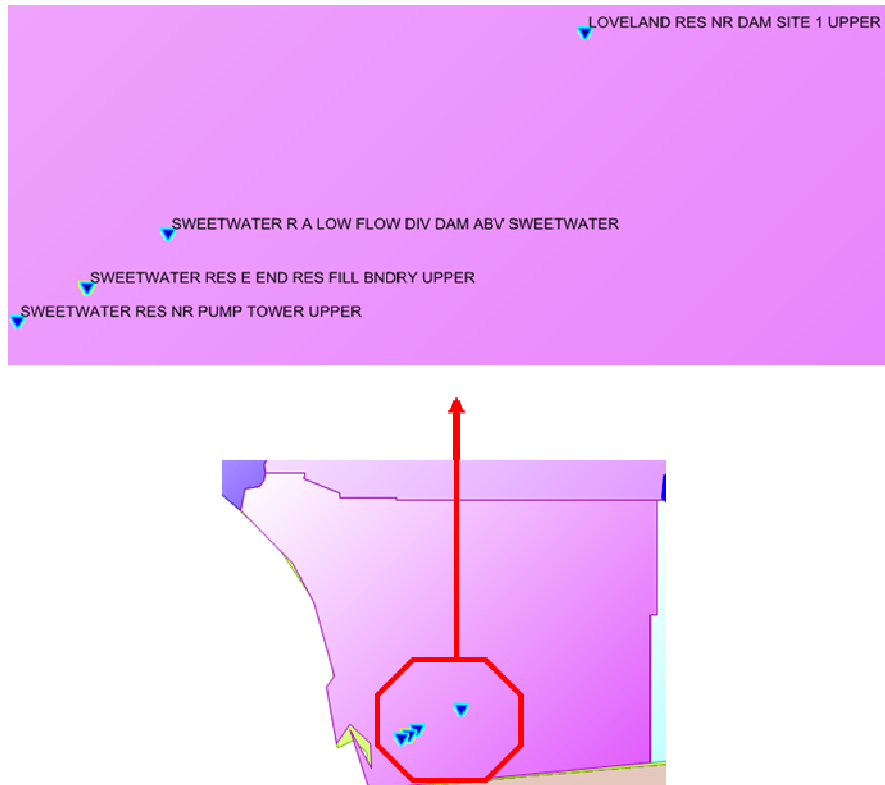 LOVELAND RES NR DAM SITE 1 UPPER
SWEETWATER R A LOW FLOW DIV DAM ABV SWEETWATER
SWEETWATER RES E END RES FILL BNDRY UPPER
SWEETWATER RES NR PUMP TOWER UPPER